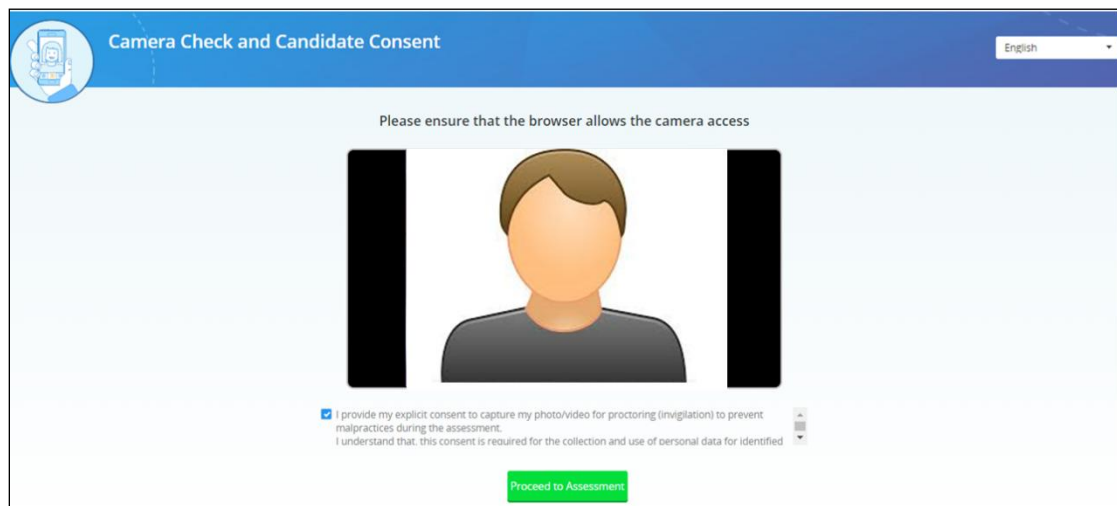 Camera Check and Candidate Consent
English
Please ensure that the browser allows the camera access
I provide my explicit consent to capture my photo/video for proctoring (invigilation) to prevent
malpractices during the assessment.
I understand that, this consent is required for the collection and use of personal data for identified
Proceed to Assessment